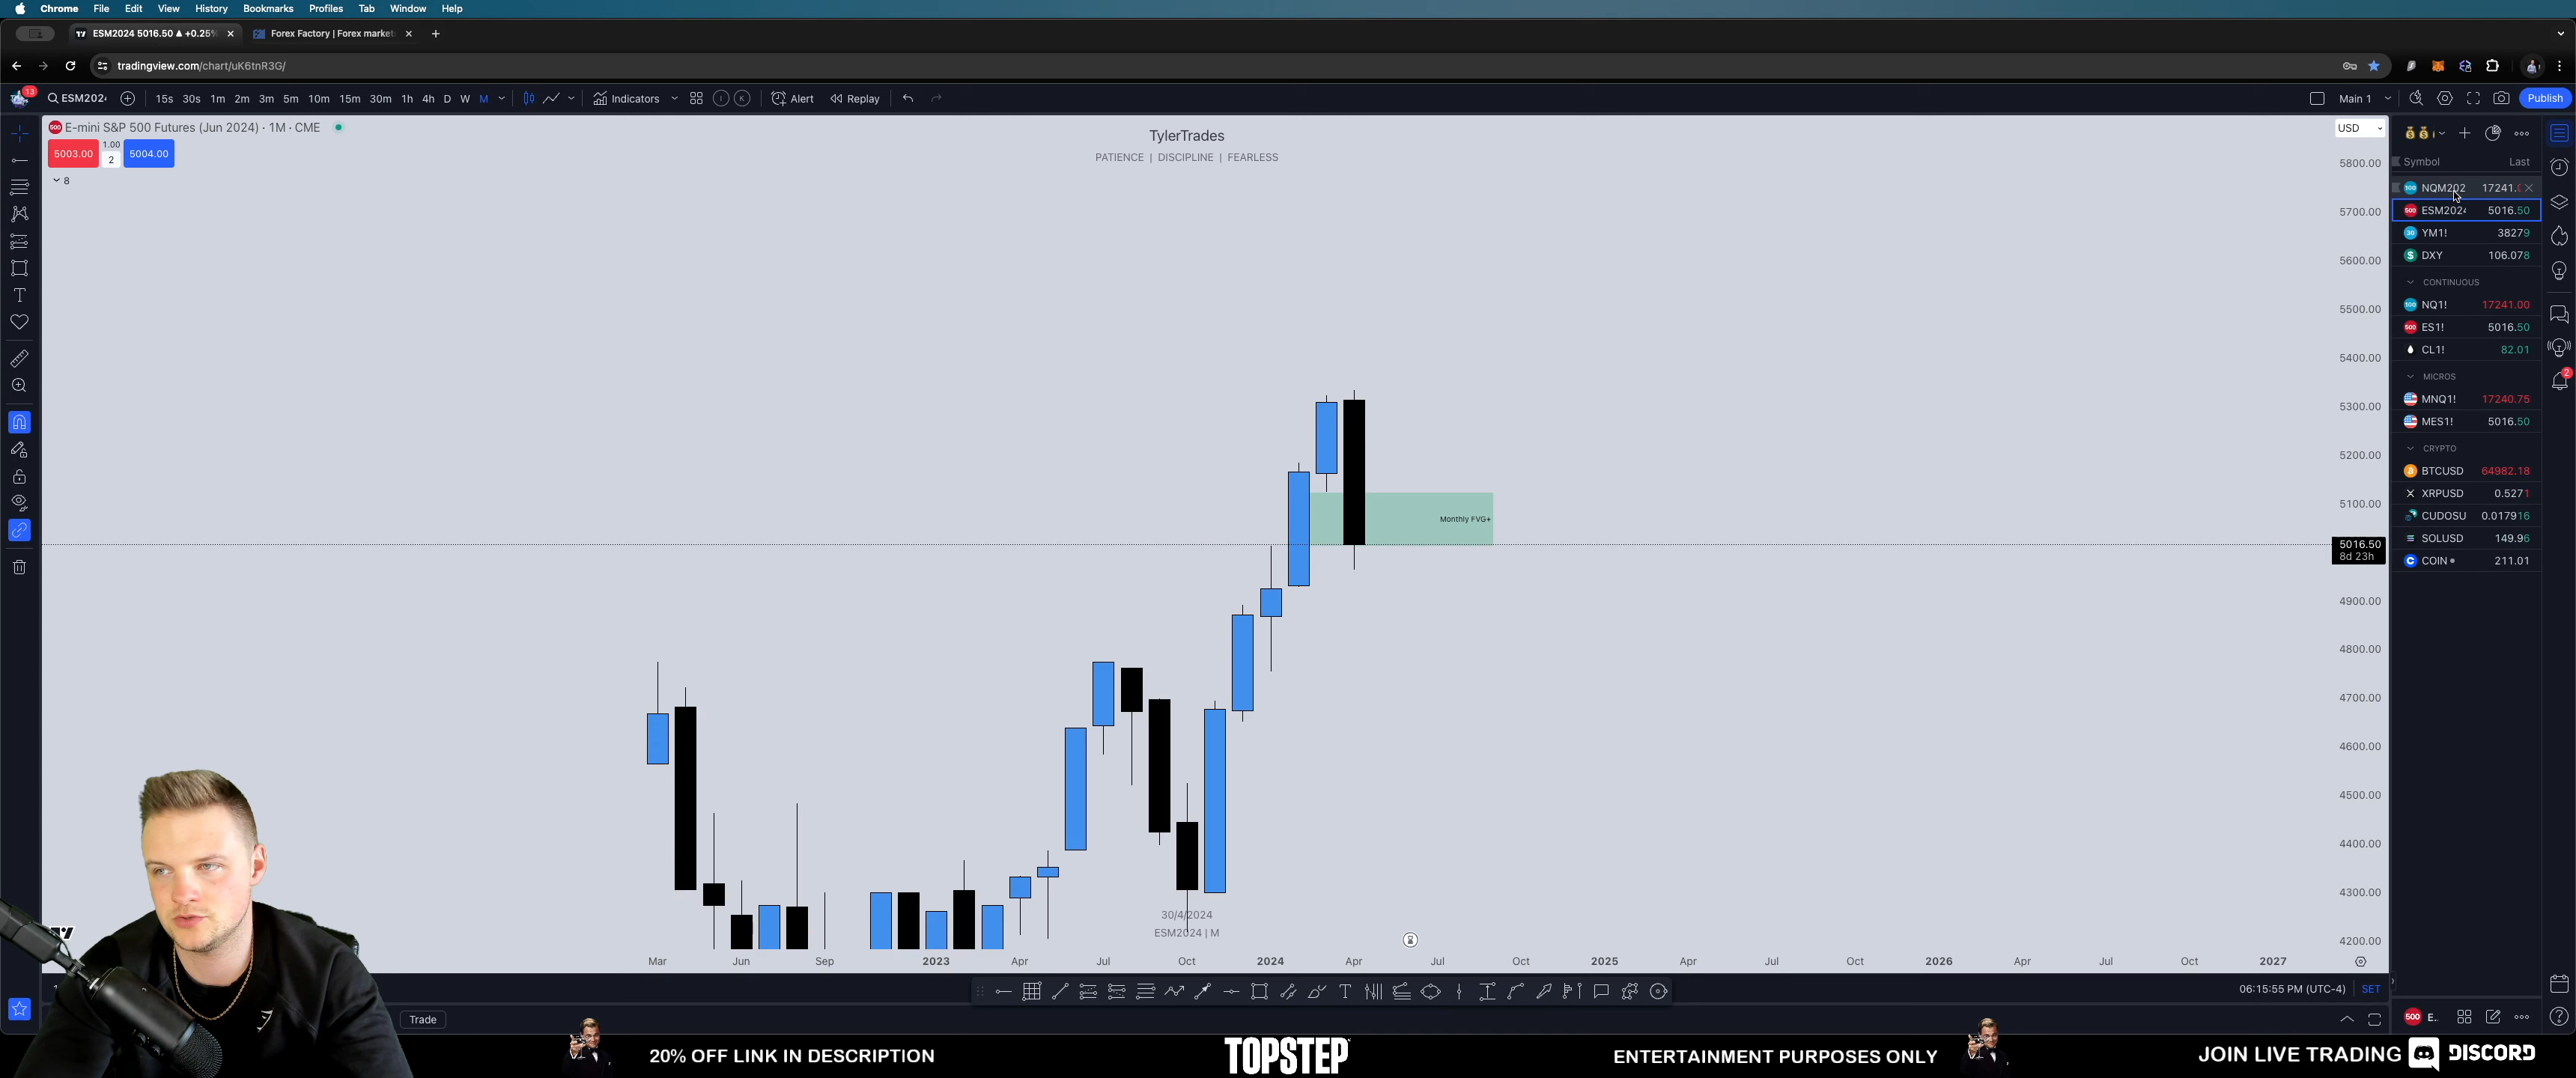 Chrome File Edit View History Bookmarks Profiles Tab Window Help
ESM2024 5016.50 ▲ +0.25%
Forex Factory | Forex market
tradingview.com/chart/uK6tnR3G/
13
ESM202
15s 30s 1m 2m 3m 5m 10m 15m 30m 1h 4h D W M
Indicators
I K
Alert
Replay
Main 1
Publish
E-mini S&P 500 Futures (Jun 2024) · 1M · CME
5003.00
1.00
2
5004.00
8
TylerTrades
PATIENCE | DISCIPLINE | FEARLESS
USD
5800.00
5700.00
5600.00
5500.00
5400.00
5300.00
5200.00
5100.00
5016.50
8d 23h
4900.00
4800.00
4700.00
4600.00
4500.00
4400.00
4300.00
4200.00
Monthly FVG+
30/4/2024
ESM2024 | M
Mar Jun Sep 2023 Apr Jul Oct 2024 Apr Jul Oct 2025 Apr Jul Oct 2026 Apr Jul Oct 2027
Symbol Last
NQM202 17241.
ESM2024 5016.50
YM1! 38279
DXY 106.078
CONTINUOUS
NQ1! 17241.00
ES1! 5016.50
CL1! 82.01
MICROS
MNQ1! 17240.75
MES1! 5016.50
CRYPTO
BTCUSD 64982.18
XRPUSD 0.5271
CUDOSU 0.017916
SOLUSD 149.96
COIN 211.01
2
06:15:55 PM (UTC-4) SET
Trade
500 E..
20% OFF LINK IN DESCRIPTION
TOPSTEP
ENTERTAINMENT PURPOSES ONLY
JOIN LIVE TRADING DISCORD